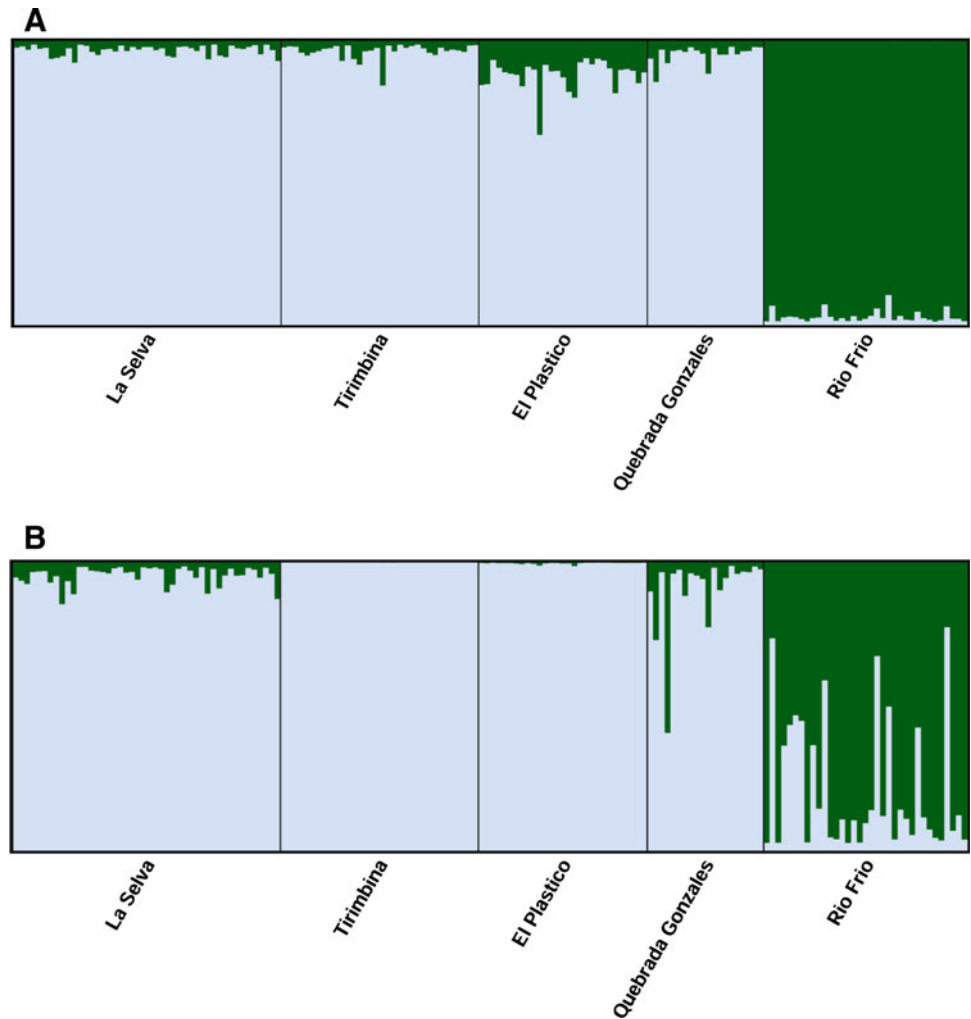 A
La Selva
Tirimbina
El Plastico
Quebrada Gonzales
Rio Frio
B
La Selva
Tirimbina
El Plastico
Quebrada Gonzales
Rio Frio